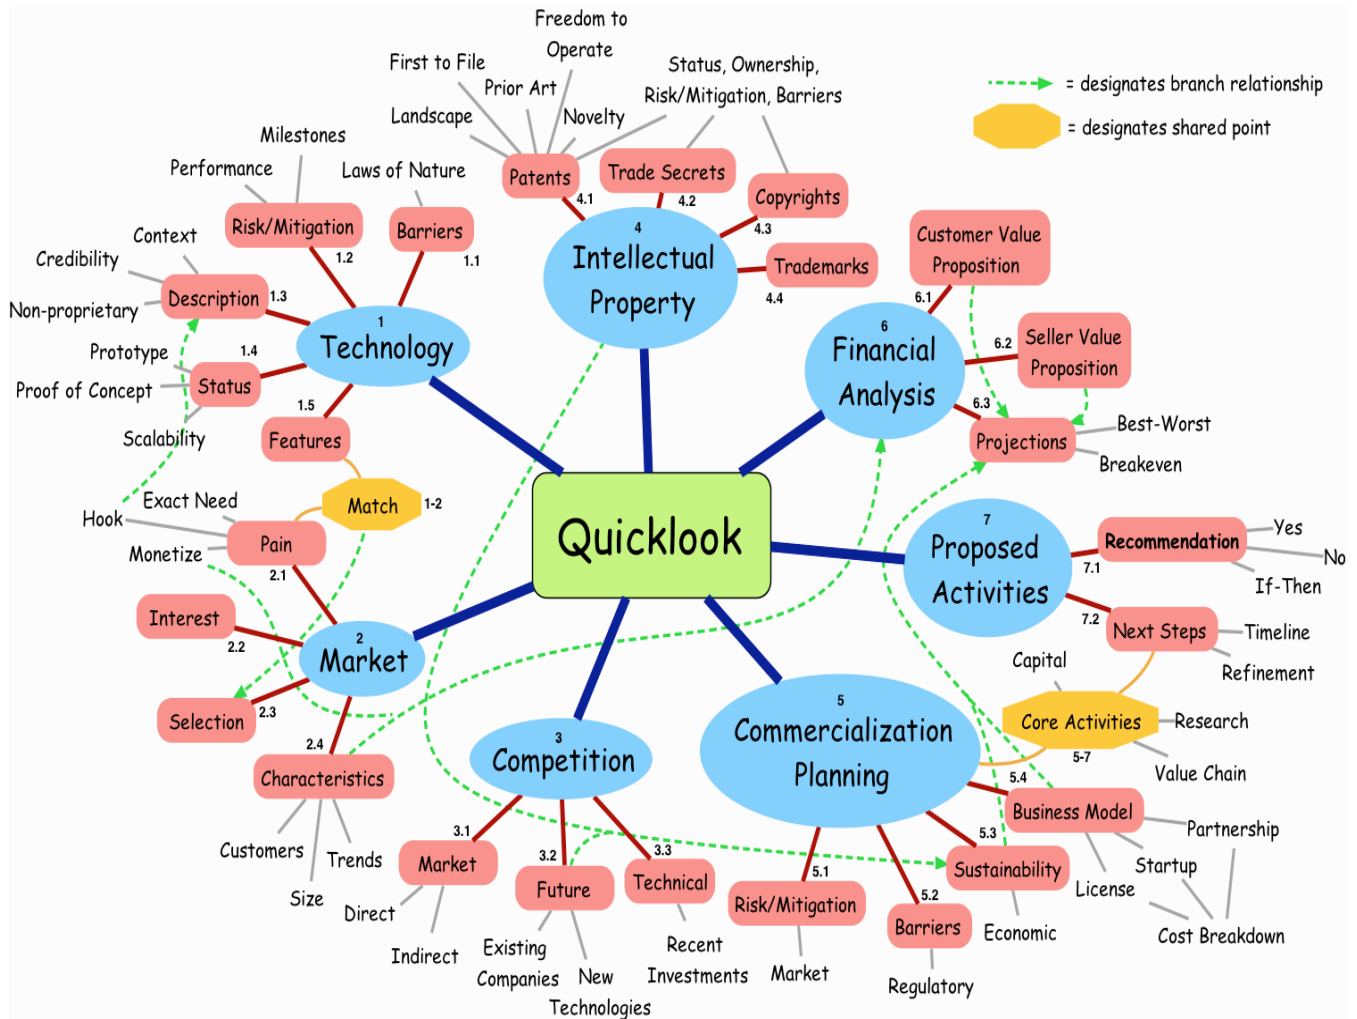 Freedom to
Operate
First to File
Prior Art
Landscape
Novelty
Status, Ownership,
Risk/Mitigation, Barriers
= designates branch relationship
= designates shared point
Milestones
Performance
Laws of Nature
Risk/Mitigation
1.2
Barriers
1.1
Context
Credibility
Non-proprietary
Description
1.3
Prototype
Proof of Concept
Scalability
Status
1.4
1
Technology
1.5
Features
Patents
4.1
Trade Secrets
4.2
Copyrights
4.3
Trademarks
4.4
4
Intellectual
Property
Customer Value
Proposition
6.1
Seller Value
Proposition
6.2
6
Financial
Analysis
6.3
Projections
Best-Worst
Breakeven
Match
1-2
Exact Need
Hook
Monetize
Pain
2.1
Interest
2.2
Selection
2.3
2
Market
2.4
Characteristics
Customers
Size
Trends
Quicklook
7
Proposed
Activities
Recommendation
7.1
Yes
No
If-Then
7.2
Next Steps
Timeline
Refinement
Capital
Core Activities
5-7
Research
Value Chain
3
Competition
3.1
Market
Direct
Indirect
3.2
Future
Existing
Companies
New
Technologies
3.3
Technical
Recent
Investments
5
Commercialization
Planning
5.1
Risk/Mitigation
Market
5.2
Barriers
Regulatory
5.3
Sustainability
Economic
5.4
Business Model
Partnership
Startup
License
Cost Breakdown